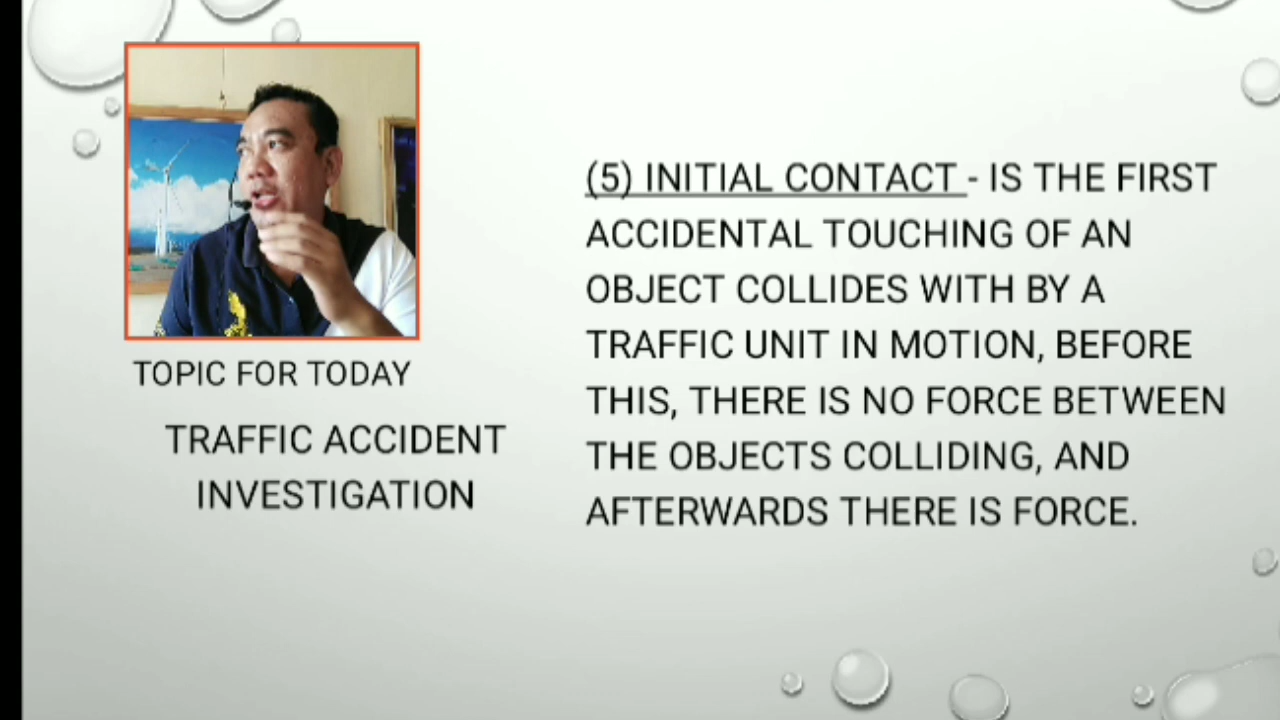 TOPIC FOR TODAY
TRAFFIC ACCIDENT
INVESTIGATION
(5) INITIAL CONTACT - IS THE FIRST
ACCIDENTAL TOUCHING OF AN
OBJECT COLLIDES WITH BY A
TRAFFIC UNIT IN MOTION, BEFORE
THIS, THERE IS NO FORCE BETWEEN
THE OBJECTS COLLIDING, AND
AFTERWARDS THERE IS FORCE.